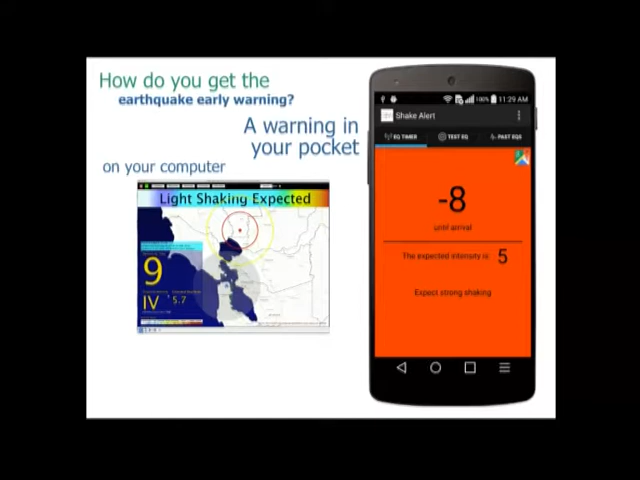 How do you get the
earthquake early warning?
A warning in
your pocket
on your computer
Light Shaking Expected
9
IV
5.7
100%
11:29 AM
Shake Alert
EQ TIMER
TEST EQ
PAST EQS
-8
until arrival
The expected intensity is 5
Expect strong shaking